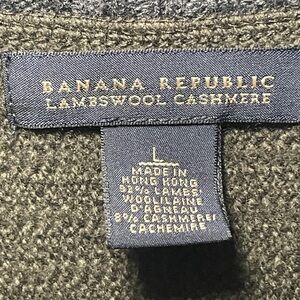 BANANA REPUBLIC
LAMBSWOOL CASHMERE
L
MADE IN
HONG KONG
92% LAMBS
WOOL/LAINE
D'AGNEAU
8% CASHMERE/
CACHEMIRE